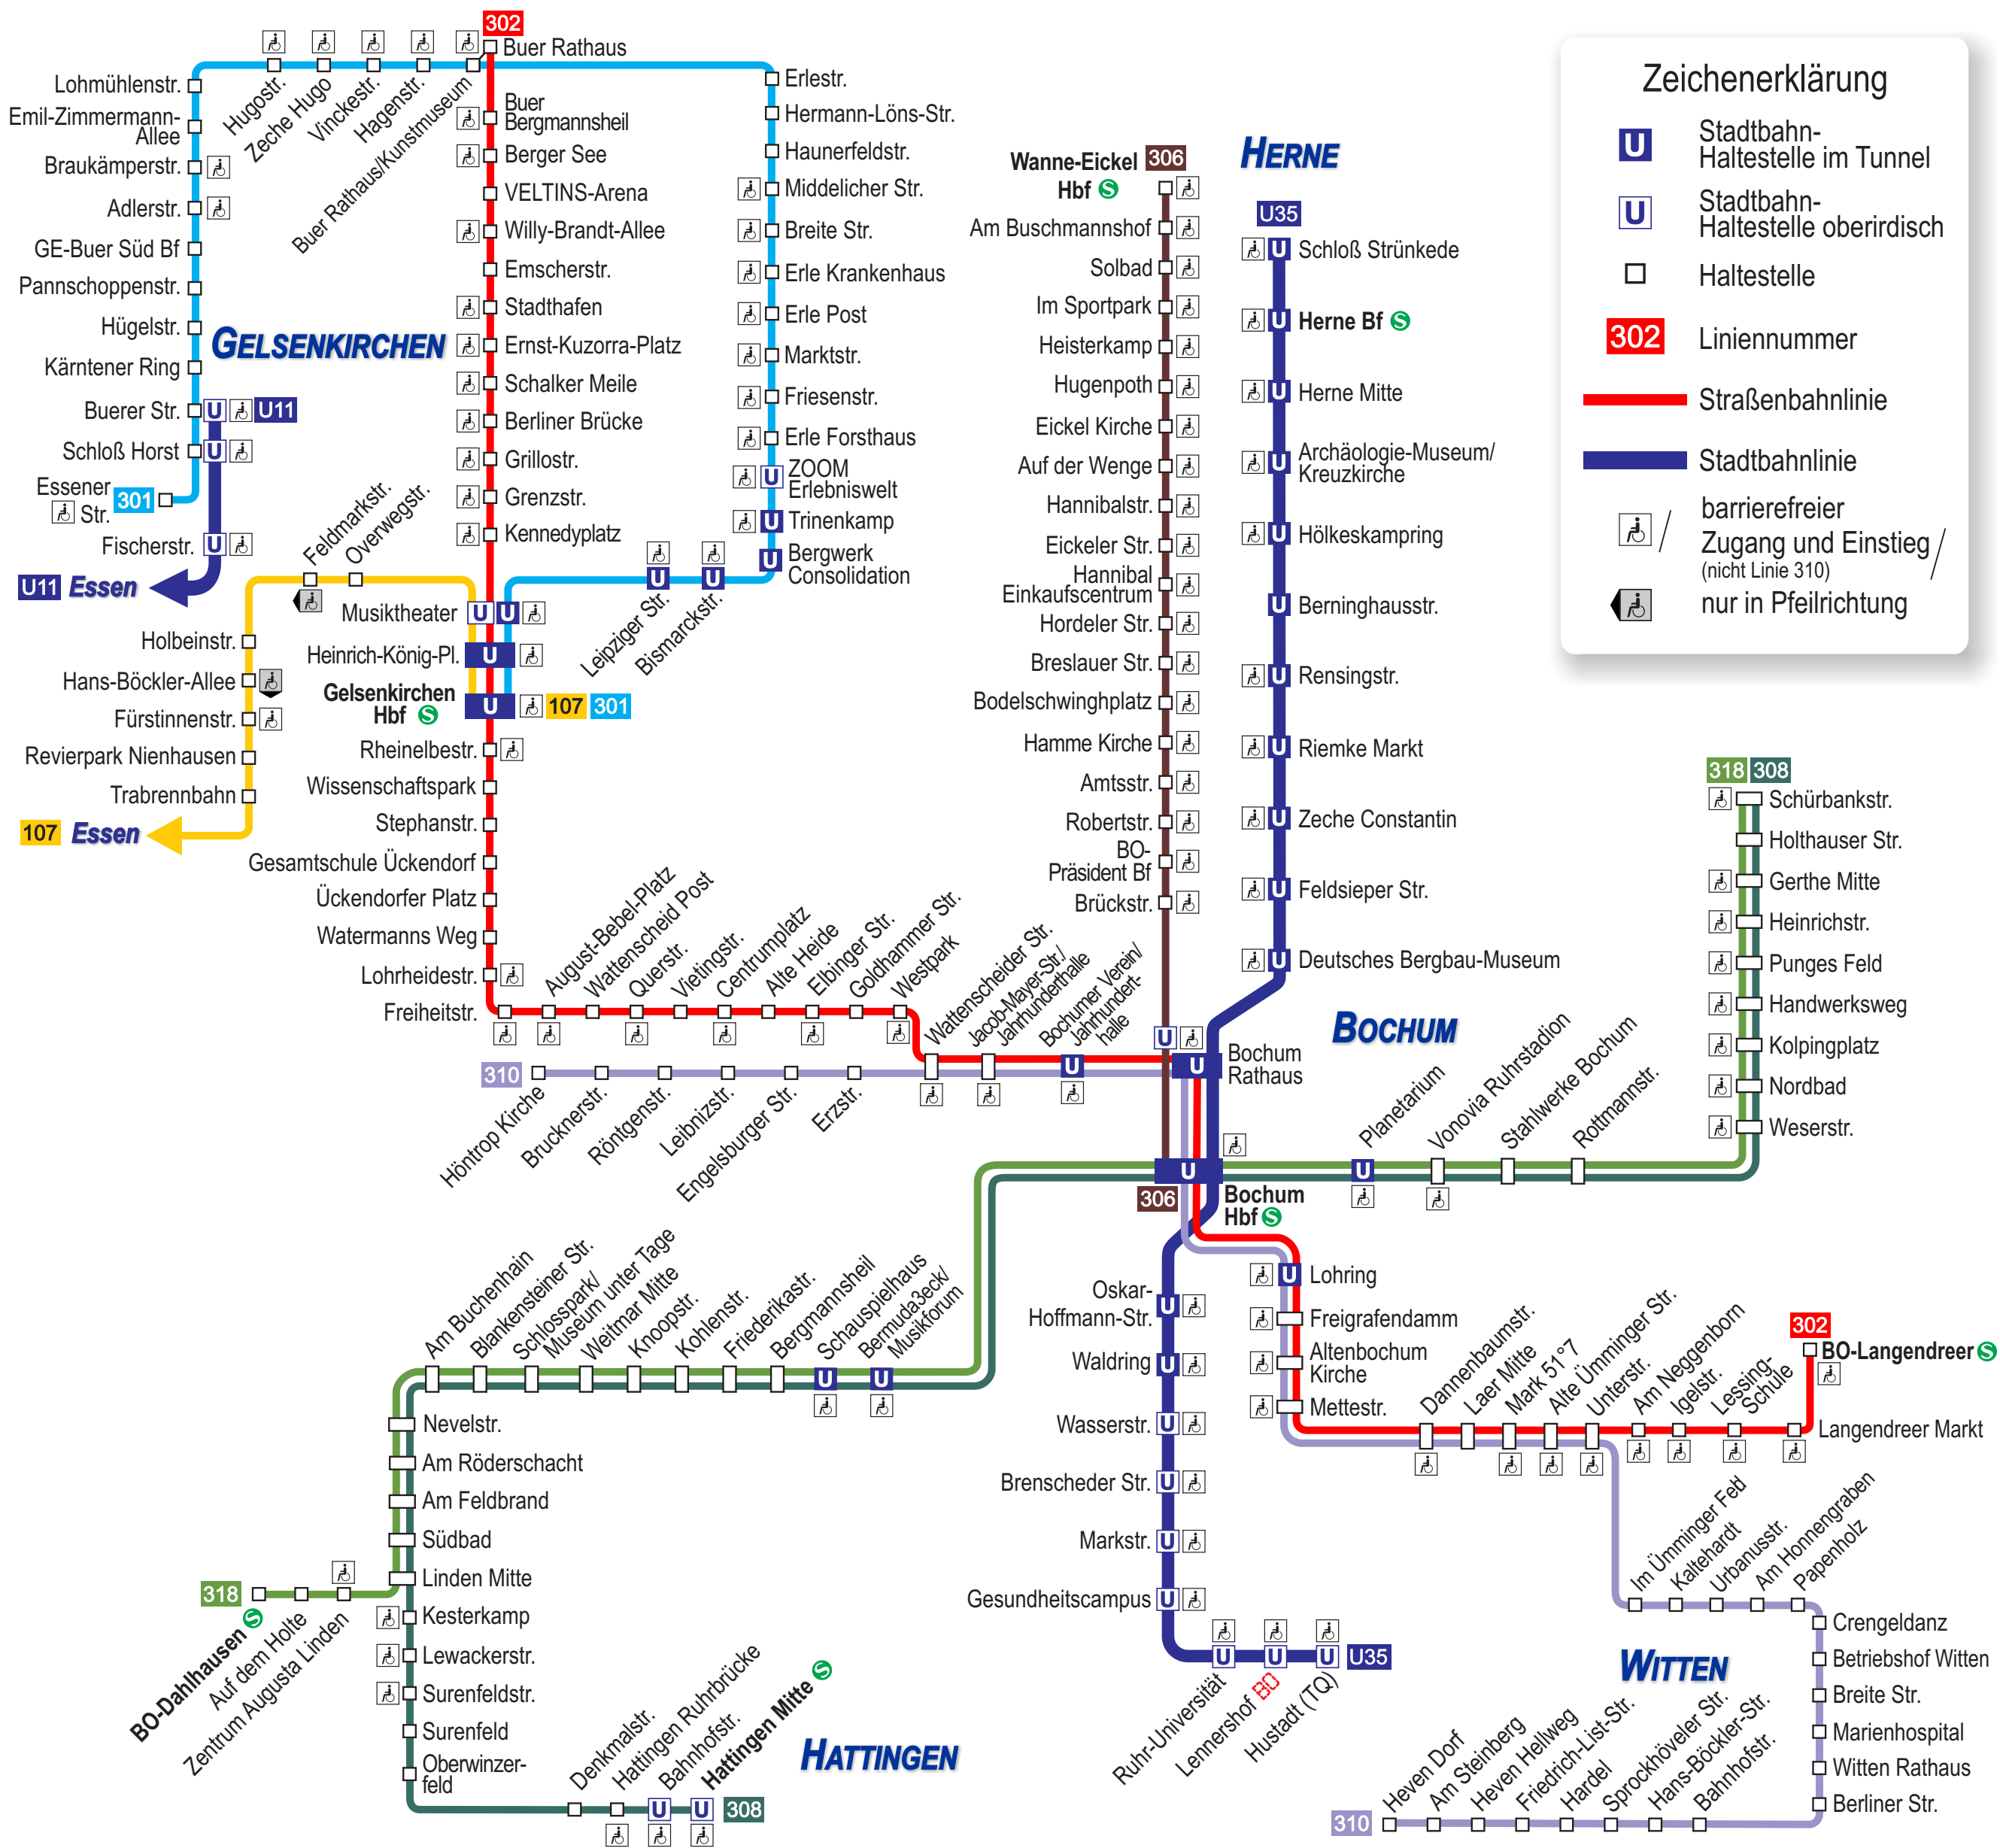 302
Buer Rathaus
Hugostr.
Zeche Hugo
Vinckestr.
Hagenstr.
Buer Rathaus/Kunstmuseum
Lohmühlenstr.
Emil-Zimmermann-
Allee
Braukämperstr.
Adlerstr.
GE-Buer Süd Bf
Pannschoppenstr.
Hügelstr.
Kärntener Ring
Buerer Str.
U
U11
Schloß Horst
U
Essener
Str.
301
Fischerstr.
U
U11 Essen
GELSENKIRCHEN
Buer
Bergmannsheil
Berger See
VELTINS-Arena
Willy-Brandt-Allee
Emscherstr.
Stadthafen
Ernst-Kuzorra-Platz
Schalker Meile
Berliner Brücke
Grillostr.
Grenzstr.
Kennedyplatz
Erlestr.
Hermann-Löns-Str.
Haunerfeldstr.
Middelicher Str.
Breite Str.
Erle Krankenhaus
Erle Post
Marktstr.
Friesenstr.
Erle Forsthaus
U
ZOOM
Erlebniswelt
U
Trinenkamp
U
Bergwerk
Consolidation
U
Leipziger Str.
U
Bismarckstr.
Feldmarkstr.
Overwegstr.
Musiktheater
U U
Heinrich-König-Pl.
U
Gelsenkirchen
Hbf S
U
107 301
Holbeinstr.
Hans-Böckler-Allee
Fürstinnenstr.
Revierpark Nienhausen
Trabrennbahn
107 Essen
Rheinelbestr.
Wissenschaftspark
Stephanstr.
Gesamtschule Ückendorf
Ückendorfer Platz
Watermanns Weg
Lohrheidestr.
Freiheitstr.
August-Bebel-Platz
Wattenscheid Post
Querstr.
Vietingstr.
Centrumplatz
Alte Heide
Elbinger Str.
Goldhammer Str.
Westpark
Wattenscheider Str.
Jacob-Mayer-Str./
Jahrhunderthalle
Bochumer Verein/
Jahrhundert-
halle
U
310
Höntrop Kirche
Brucknerstr.
Röntgenstr.
Leibnizstr.
Engelsburger Str.
Erzstr.
Wanne-Eickel 306
Hbf S
Am Buschmannshof
Solbad
Im Sportpark
Heisterkamp
Hugenpoth
Eickel Kirche
Auf der Wenge
Hannibalstr.
Eickeler Str.
Hannibal
Einkaufscentrum
Hordeler Str.
Breslauer Str.
Bodelschwinghplatz
Hamme Kirche
Amtsstr.
Robertstr.
BO-
Präsident Bf
Brückstr.
HERNE
U35
U Schloß Strünkede
U Herne Bf S
U Herne Mitte
U Archäologie-Museum/
Kreuzkirche
U Hölkeskampring
U Berninghausstr.
U Rensingstr.
U Riemke Markt
U Zeche Constantin
U Feldsieper Str.
U Deutsches Bergbau-Museum
BOCHUM
U
U
Bochum
Rathaus
U
306
Bochum
Hbf S
Zeichenerklärung
U
Stadtbahn-
Haltestelle im Tunnel
U
Stadtbahn-
Haltestelle oberirdisch
Haltestelle
302 Liniennummer
Straßenbahnlinie
Stadtbahnlinie
barrierefreier
/ Zugang und Einstieg /
(nicht Linie 310)
nur in Pfeilrichtung
318 308
Schürbankstr.
Holthauser Str.
Gerthe Mitte
Heinrichstr.
Punges Feld
Handwerksweg
Kolpingplatz
Nordbad
Weserstr.
Planetarium
U
Vonovia Ruhrstadion
Stahlwerke Bochum
Rottmannstr.
Am Buchenhain
Blankensteiner Str.
Schlosspark/
Museum unter Tage
Weitmar Mitte
Knoopstr.
Kohlenstr.
Friederikastr.
Bergmannsheil
Schauspielhaus
U
Bermuda3eck/
Musikforum
U
Nevelstr.
Am Röderschacht
Am Feldbrand
Südbad
Linden Mitte
318
BO-Dahlhausen S
Auf dem Holte
Zentrum Augusta Linden
Kesterkamp
Lewackerstr.
Surenfeldstr.
Surenfeld
Oberwinzer-
feld
Denkmalstr.
Hattingen Ruhrbrücke
Bahnhofstr.
U
Hattingen Mitte S
U
308
HATTINGEN
Oskar-
Hoffmann-Str. U
Waldring U
Wasserstr. U
Brenscheder Str. U
Markstr. U
Gesundheitscampus U
U U U U35
Ruhr-Universität
Lennershof BO
Hustadt (TQ)
U Lohring
Freigrafendamm
Altenbochum
Kirche
Mettestr.
Dannenbaumstr.
Laer Mitte
Mark 51°7
Alte Ümminger Str.
Unterstr.
Am Neggenborn
Igelstr.
Lessing-
Schule
302
BO-Langendreer S
Langendreer Markt
Im Ümminger Fed
Kaltehardt
Urbanusstr.
Am Honnengraben
Papenholz
Crengeldanz
Betriebshof Witten
Breite Str.
Marienhospital
Witten Rathaus
Berliner Str.
WITTEN
310
Heven Dorf
Am Steinberg
Heven Hellweg
Friedrich-List-Str.
Hardel
Sprockhöveler Str.
Hans-Böckler-Str.
Bahnhofstr.